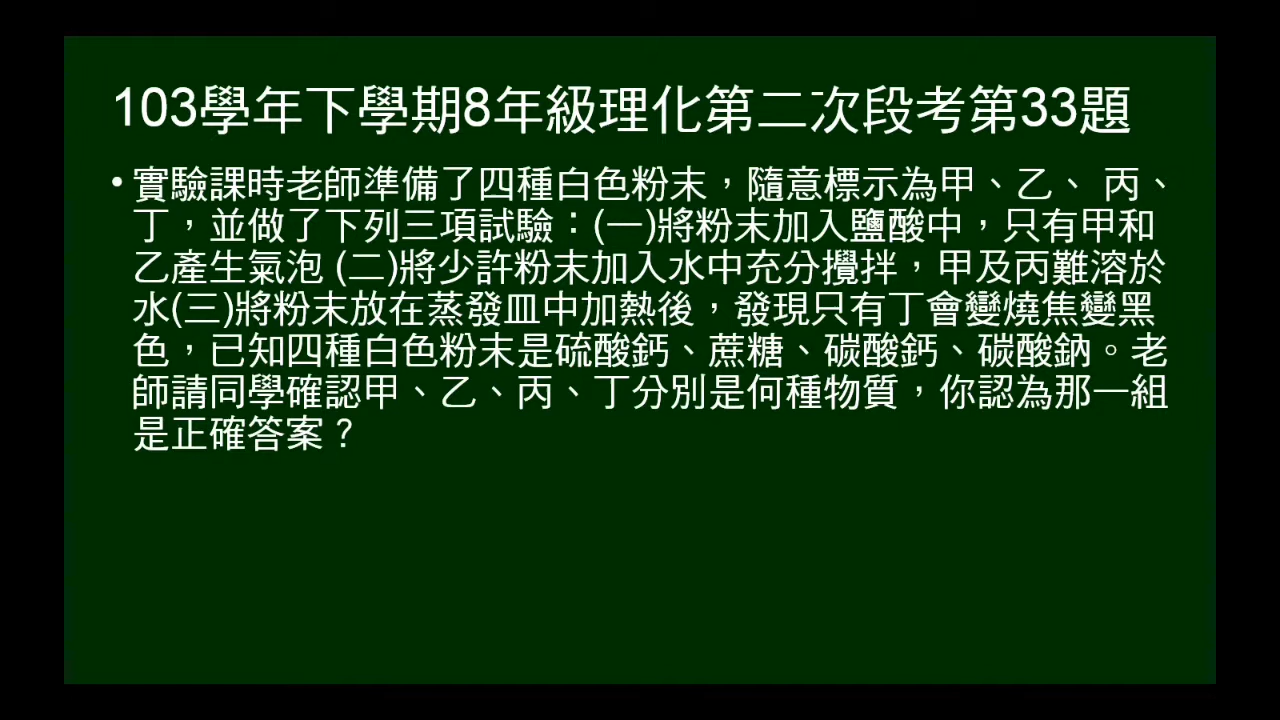 103學年下學期8年級理化第二次段考第33題
•實驗課時老師準備了四種白色粉末，隨意標示為甲、乙、 丙、
丁，並做了下列三項試驗：(一)將粉末加入鹽酸中，只有甲和
乙產生氣泡 (二)將少許粉末加入水中充分攪拌，甲及丙難溶於
水(三)將粉末放在蒸發皿中加熱後，發現只有丁會變燒焦變黑
色，已知四種白色粉末是硫酸鈣、蔗糖、碳酸鈣、碳酸鈉。老
師請同學確認甲、乙、丙、丁分別是何種物質，你認為那一組
是正確答案？